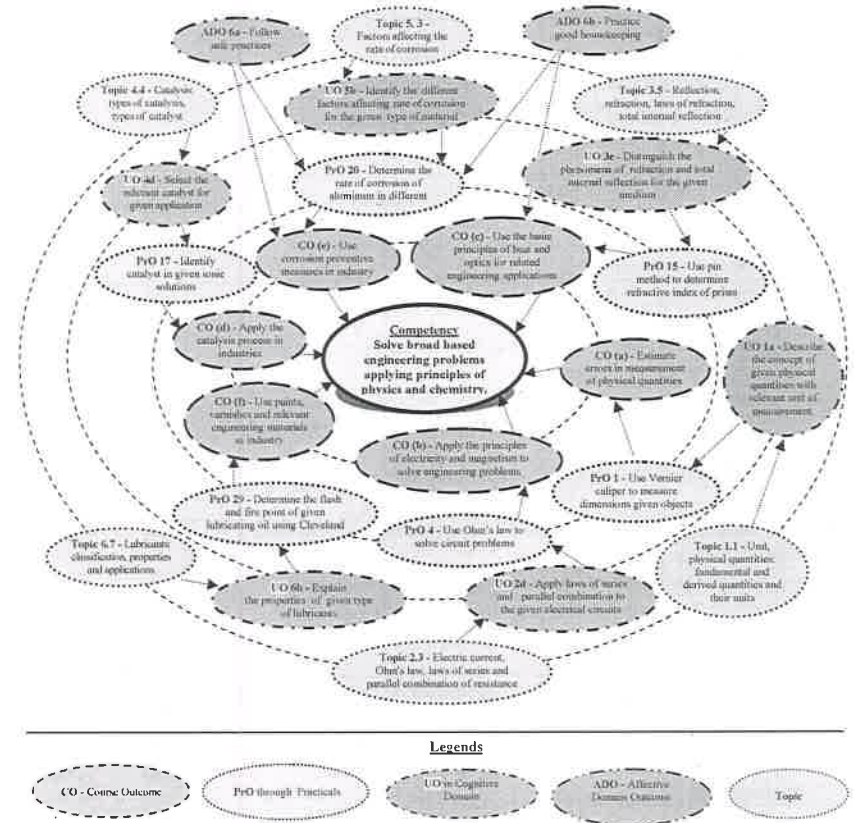 ADO 6a - Follow
safe practices
Topic 5, 3 -
Factors affecting the
rate of corrosion
ADO 6b - Practice
good housekeeping
Topic 4.4 - Catalysis
types of catalysis,
types of catalyst
UO 5b - Identify the different
factors affecting rate of corrosion
for the given type of material
Topic 3.5 - Reflection,
refraction, laws of refraction,
total internal reflection
UO 4d - Select the
relevant catalyst for
given application
PrO 20 - Determine the
rate of corrosion of
aluminum in different
UO 3e - Distinguish the
phenomena of refraction and total
internal reflection for the given
medium
PrO 17 - Identify
catalyst in given some
solutions
CO (e) - Use
corrosion preventive
measures in industry
CO (c) - Use the basic
principles of heat and
optics for related
engineering applications
PrO 15 - Use pin
method to determine
refractive index of prism
CO (d) - Apply the
catalysis process in
industries
Competency
Solve broad based
engineering problems
applying principles of
physics and chemistry.
CO (a) - Estimate
errors in measurement
of physical quantities
UO 1a - Describe
the concept of
given physical
quantities with
relevant unit of
measurement
CO (f) - Use paints,
varnishes and relevant
engineering materials
in industry
CO (b) - Apply the principles
of electricity and magnetism to
solve engineering problems
PrO 29 - Determine the flash
and fire point of given
lubricating oil using Cleveland
PrO 4 - Use Ohm's law to
solve circuit problems
PrO 1 - Use Vernier
caliper to measure
dimensions given objects
Topic 6.7 - Lubricants:
classification, properties
and applications
UO 6h - Explain
the properties of given type
of lubricants
UO 2d - Apply laws of series
and parallel combination to
the given electrical circuits
Topic 1.1 - Unit,
physical quantities:
fundamental and
derived quantities and
their units
Topic 2.3 - Electric current,
Ohm's law, laws of series and
parallel combination of resistance
Legends
CO - Course Outcome
PrO through Practicals
UO in Cognitive
Domain
ADO - Affective
Domain Outcome
Topic